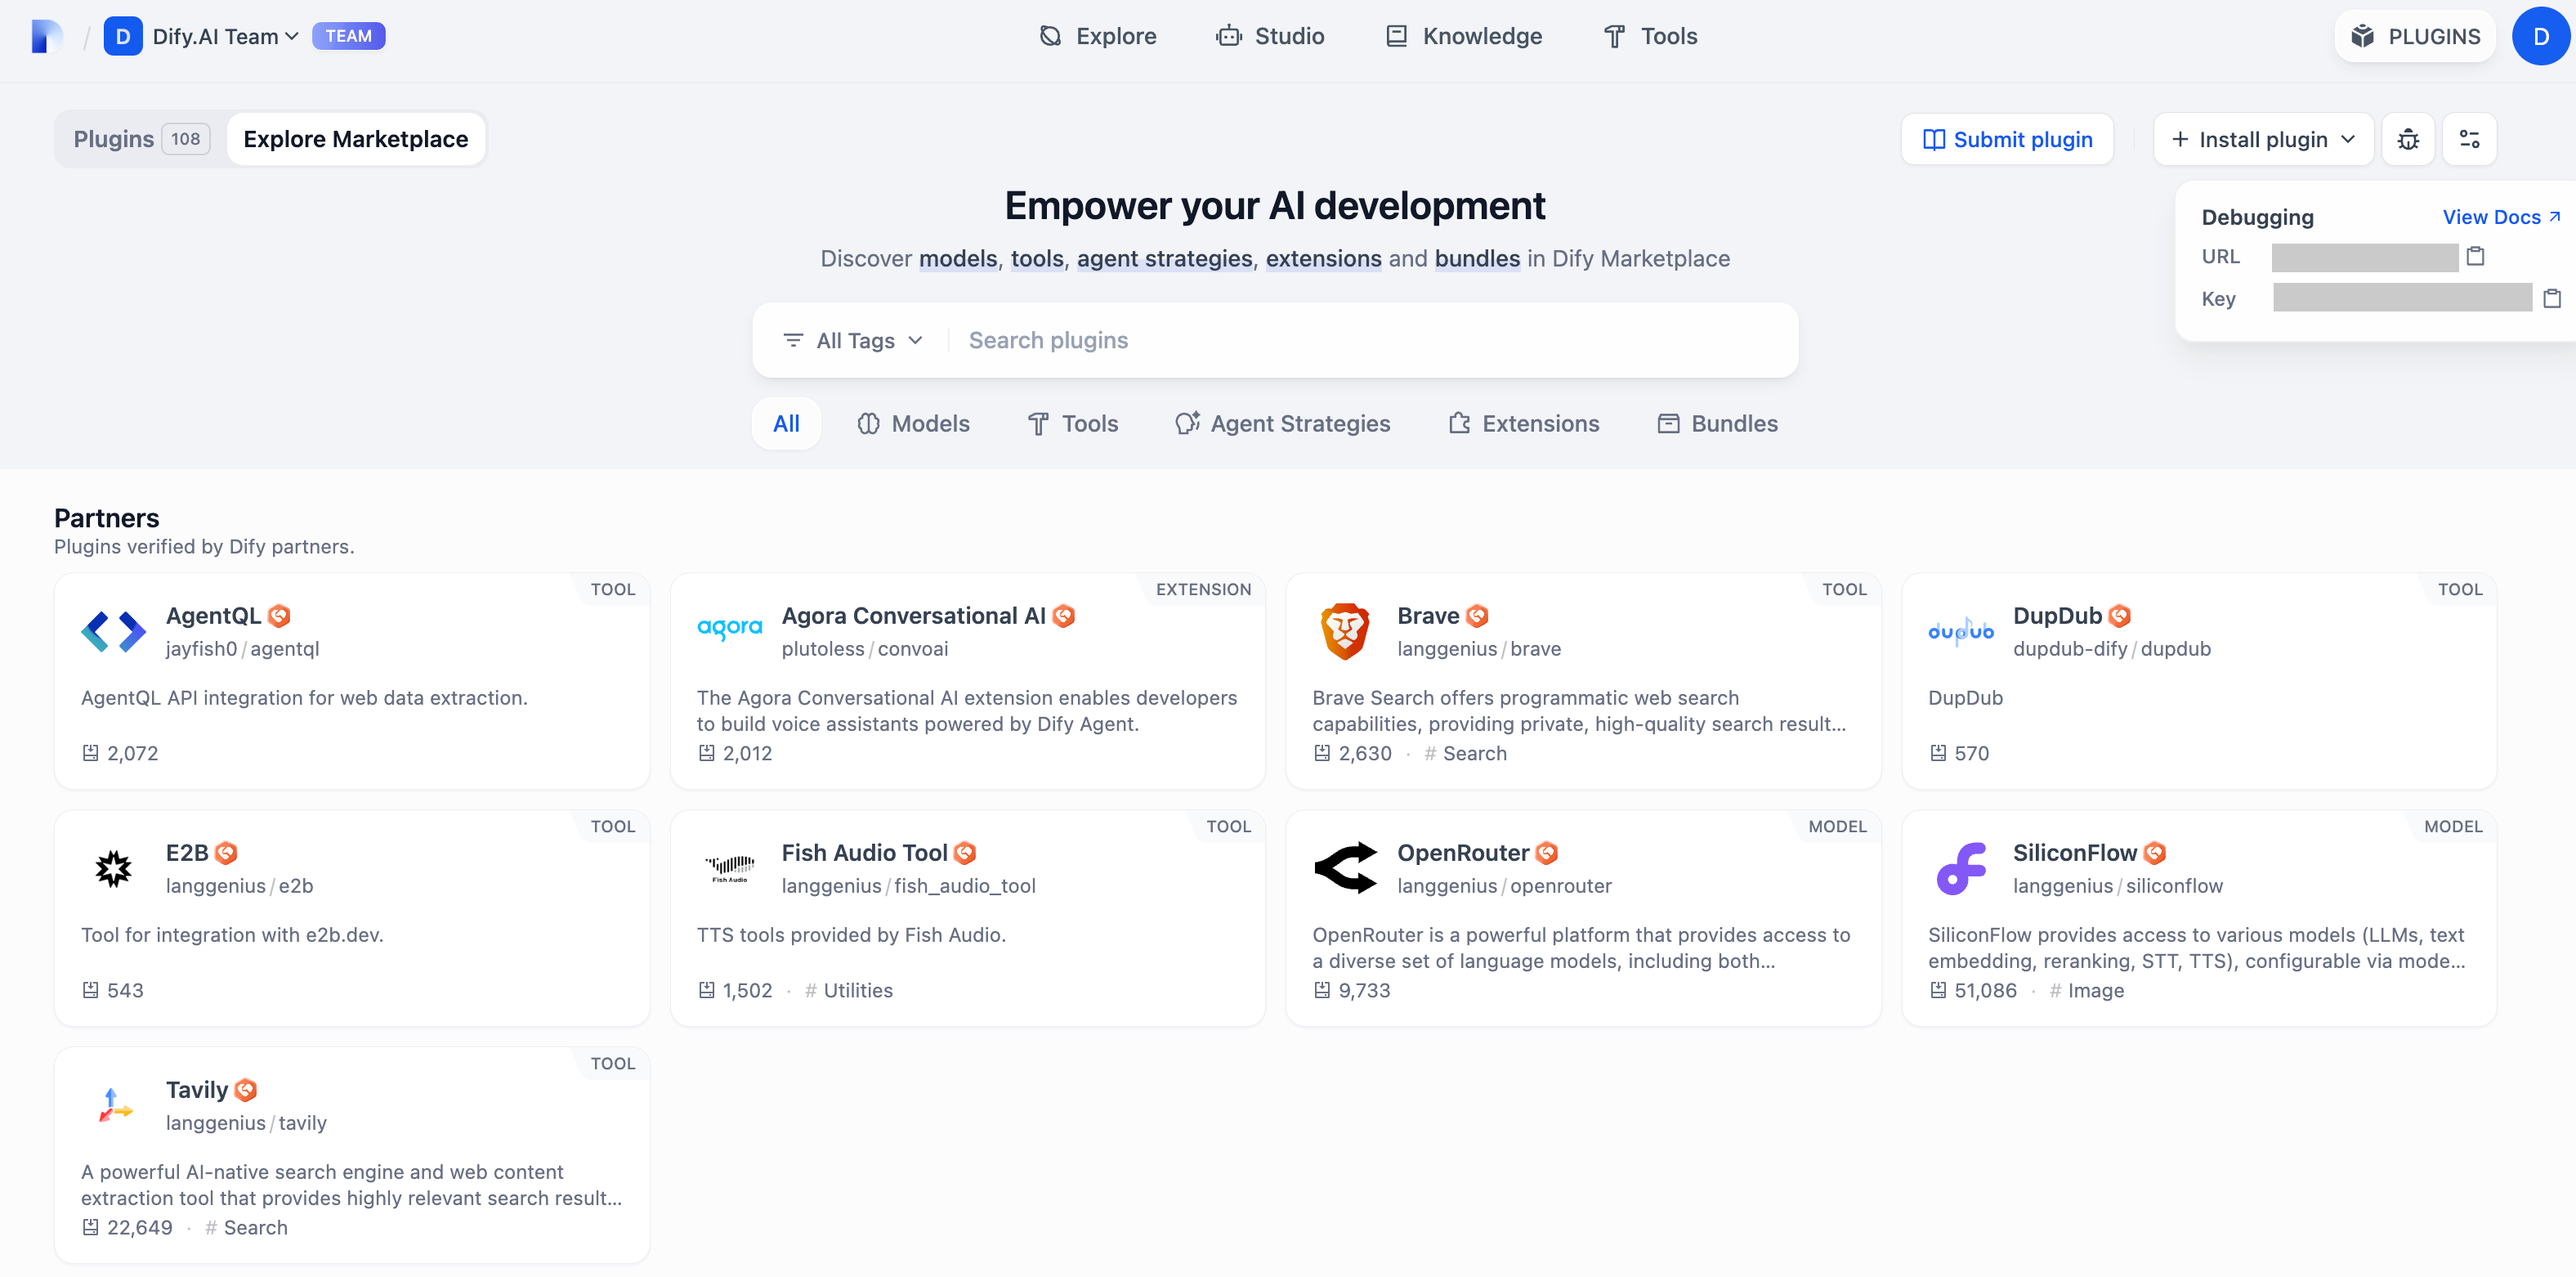 D Dify.AI Team TEAM Explore Studio Knowledge Tools PLUGINS D
Plugins 108 Explore Marketplace Submit plugin Install plugin
Empower your AI development
Discover models, tools, agent strategies, extensions and bundles in Dify Marketplace
All Tags Search plugins
Debugging View Docs
URL
Key
All Models Tools Agent Strategies Extensions Bundles
Partners
Plugins verified by Dify partners.
TOOL
AgentQL
jayfish0/agentql
AgentQL API integration for web data extraction.
2,072
EXTENSION
agora
Agora Conversational AI
plutoless/convoai
The Agora Conversational AI extension enables developers
to build voice assistants powered by Dify Agent.
2,012
TOOL
Brave
langgenius/brave
Brave Search offers programmatic web search
capabilities, providing private, high-quality search result...
2,630 · # Search
TOOL
dupdub
DupDub
dupdub-dify/dupdub
DupDub
570
TOOL
E2B
langgenius/e2b
Tool for integration with e2b.dev.
543
TOOL
Fish Audio
Fish Audio Tool
langgenius/fish_audio_tool
TTS tools provided by Fish Audio.
1,502 · # Utilities
MODEL
OpenRouter
langgenius/openrouter
OpenRouter is a powerful platform that provides access to
a diverse set of language models, including both...
9,733
MODEL
SiliconFlow
langgenius/siliconflow
SiliconFlow provides access to various models (LLMs, text
embedding, reranking, STT, TTS), configurable via mode...
51,086 · # Image
TOOL
Tavily
langgenius/tavily
A powerful AI-native search engine and web content
extraction tool that provides highly relevant search result...
22,649 · # Search